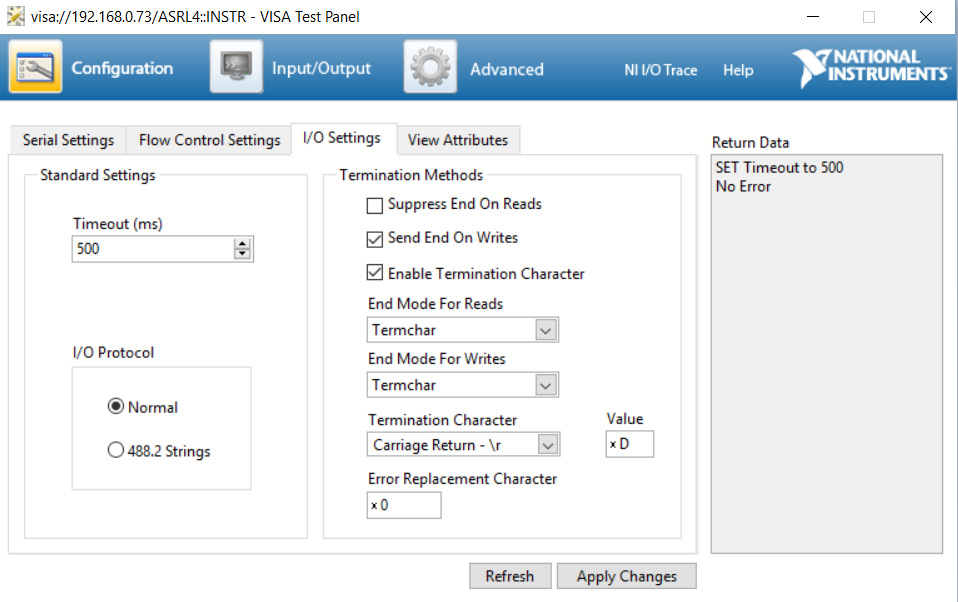 visa://192.168.0.73/ASRL4::INSTR - VISA Test Panel
Configuration
Input/Output
Advanced
NI I/O Trace
Help
NATIONAL
INSTRUMENTS
Serial Settings
Flow Control Settings
I/O Settings
View Attributes
Standard Settings
Timeout (ms)
500
I/O Protocol
Normal
488.2 Strings
Termination Methods
Suppress End On Reads
Send End On Writes
Enable Termination Character
End Mode For Reads
Termchar
End Mode For Writes
Termchar
Termination Character
Carriage Return - \r
Value
x D
Error Replacement Character
x 0
Return Data
SET Timeout to 500
No Error
Refresh
Apply Changes